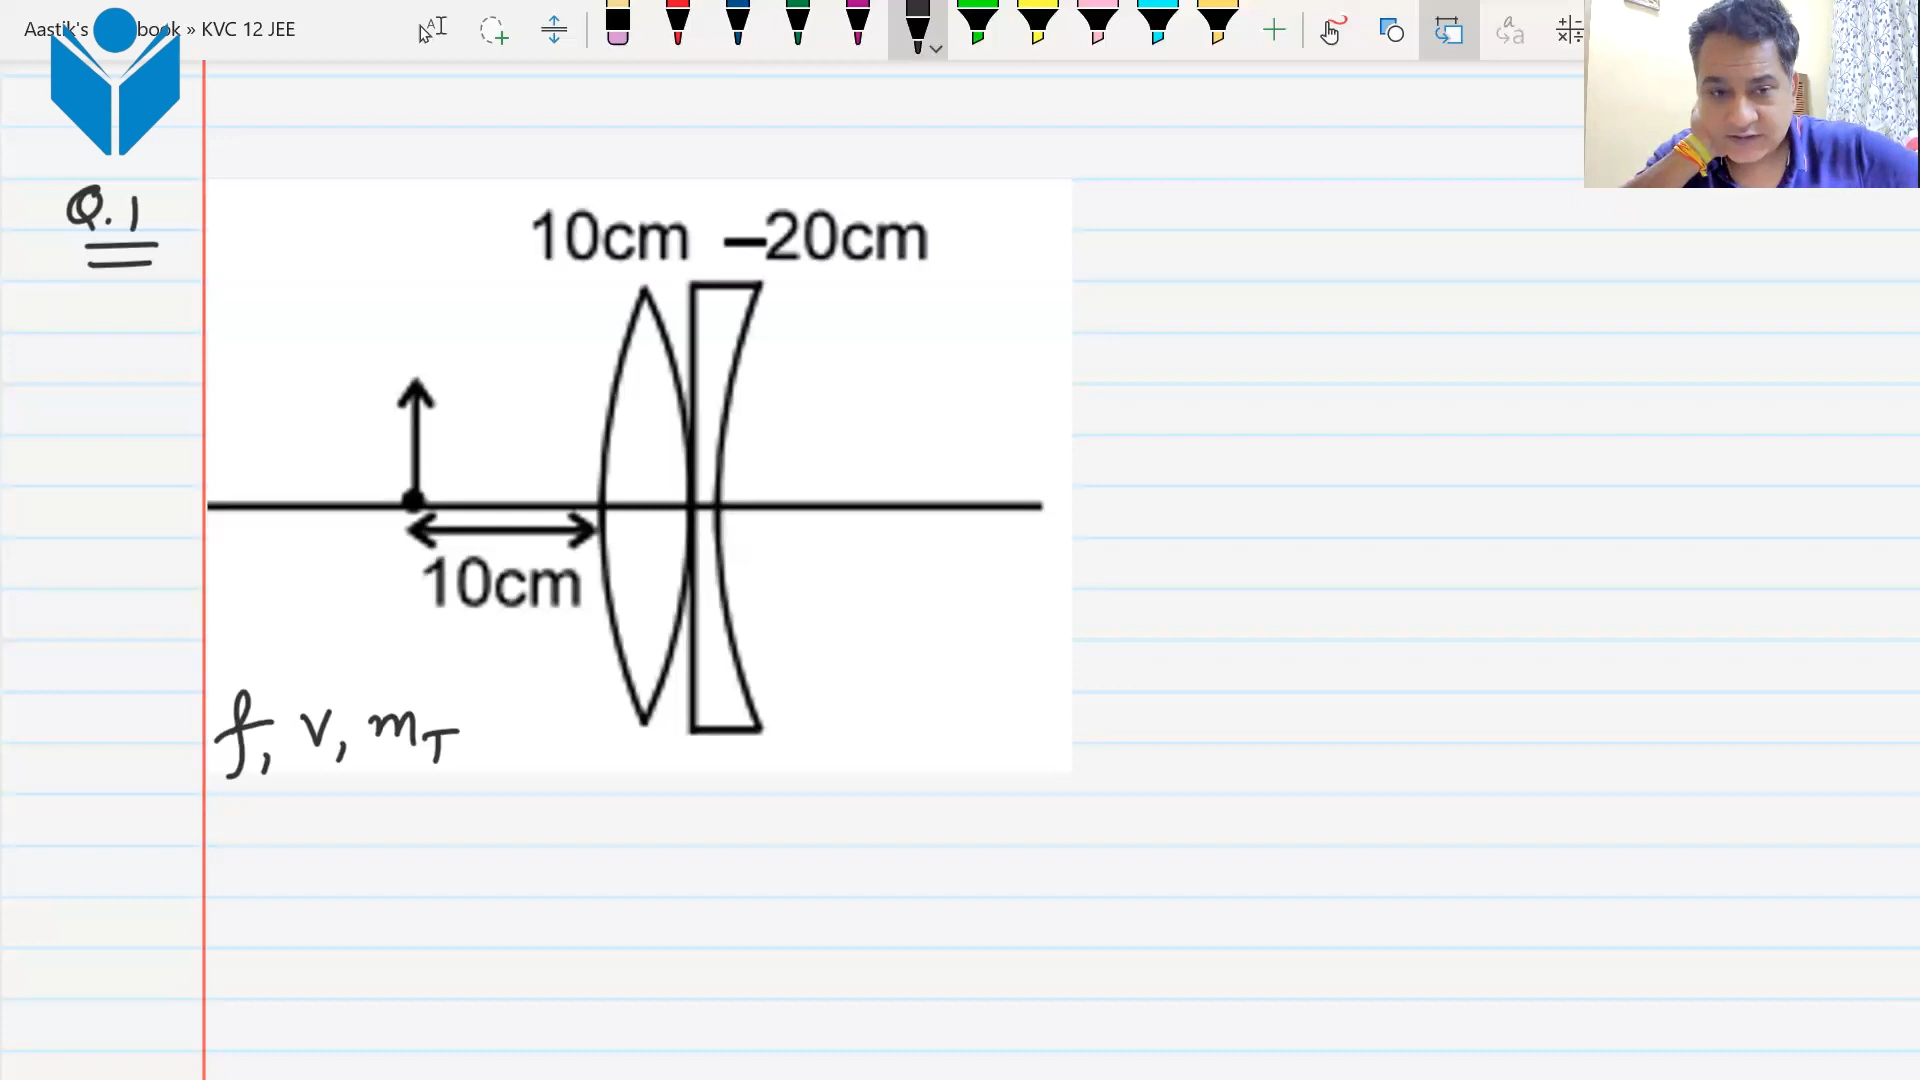 Aastik's book » KVC 12 JEE
Q.1
10cm –20cm
10cm
f, v, mT